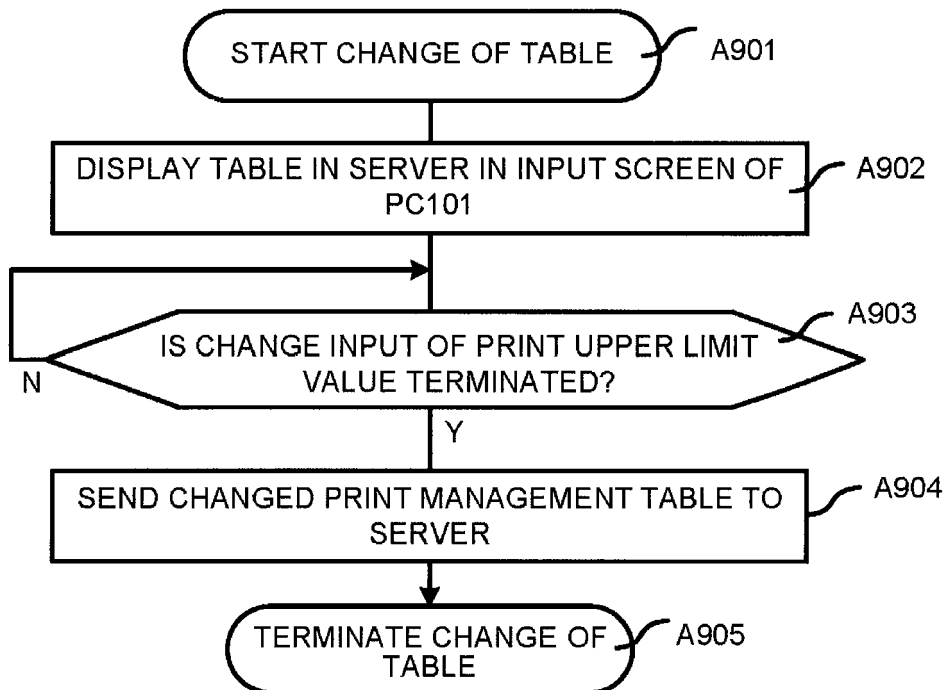 START CHANGE OF TABLE
A901
DISPLAY TABLE IN SERVER IN INPUT SCREEN OF
PC101
A902
IS CHANGE INPUT OF PRINT UPPER LIMIT
VALUE TERMINATED?
A903
N
Y
SEND CHANGED PRINT MANAGEMENT TABLE TO
SERVER
A904
TERMINATE CHANGE OF
TABLE
A905